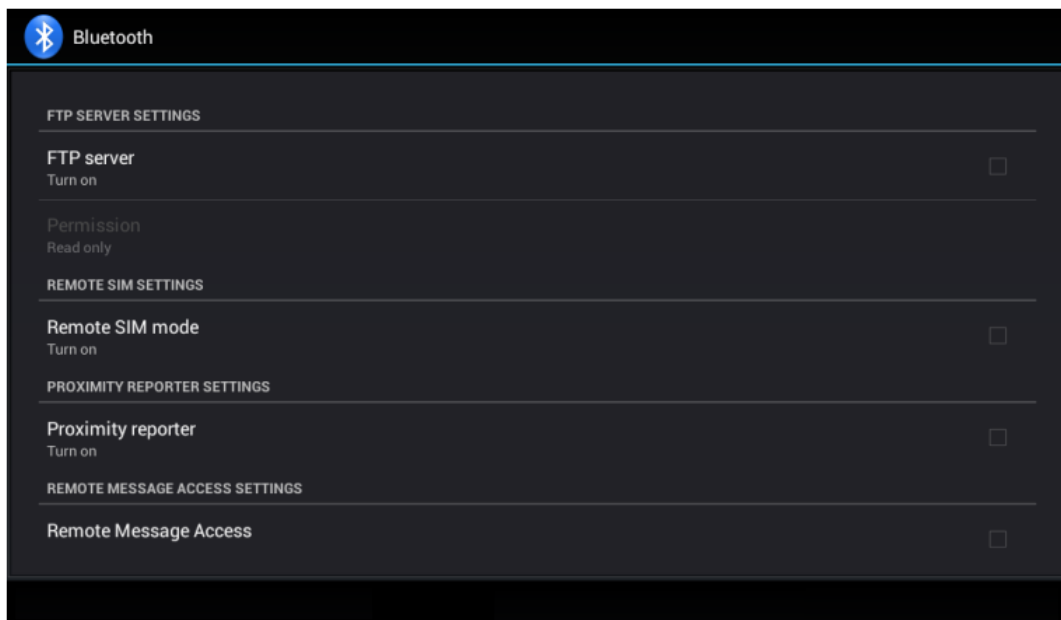 Bluetooth
FTP SERVER SETTINGS
FTP server
Turn on
Permission
Read only
REMOTE SIM SETTINGS
Remote SIM mode
Turn on
PROXIMITY REPORTER SETTINGS
Proximity reporter
Turn on
REMOTE MESSAGE ACCESS SETTINGS
Remote Message Access